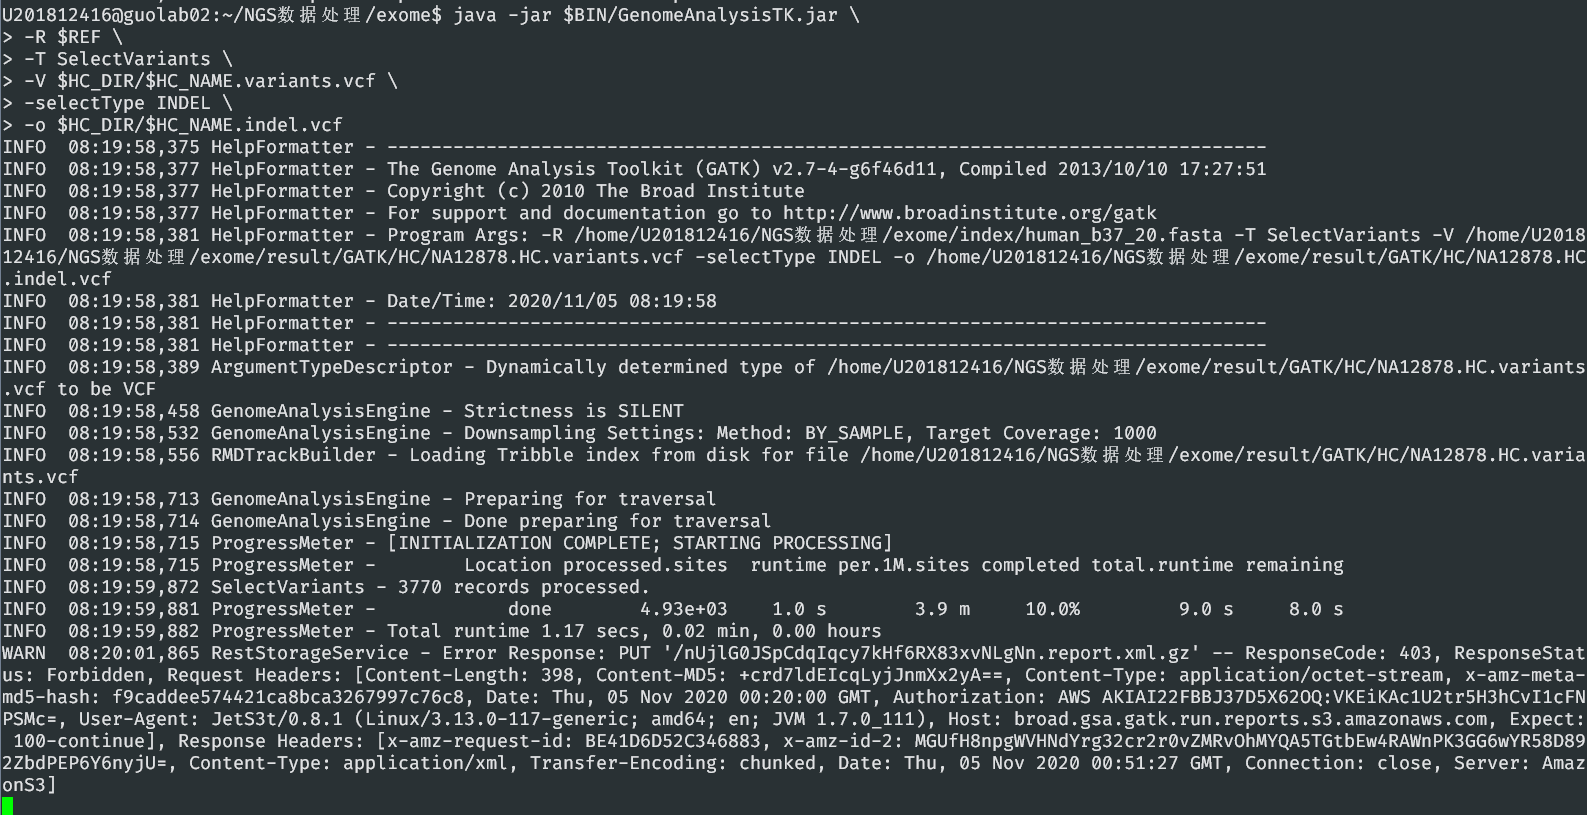 U201812416@guolab02:~/NGS数据处理/exome$ java -jar $BIN/GenomeAnalysisTK.jar \
> -R $REF \
> -T SelectVariants \
> -V $HC_DIR/$HC_NAME.variants.vcf \
> -selectType INDEL \
> -o $HC_DIR/$HC_NAME.indel.vcf
INFO  08:19:58,375 HelpFormatter - --------------------------------------------------------------------------------
INFO  08:19:58,377 HelpFormatter - The Genome Analysis Toolkit (GATK) v2.7-4-g6f46d11, Compiled 2013/10/10 17:27:51
INFO  08:19:58,377 HelpFormatter - Copyright (c) 2010 The Broad Institute
INFO  08:19:58,377 HelpFormatter - For support and documentation go to http://www.broadinstitute.org/gatk
INFO  08:19:58,381 HelpFormatter - Program Args: -R /home/U201812416/NGS数据处理/exome/index/human_b37_20.fasta -T SelectVariants -V /home/U2018
12416/NGS数据处理/exome/result/GATK/HC/NA12878.HC.variants.vcf -selectType INDEL -o /home/U201812416/NGS数据处理/exome/result/GATK/HC/NA12878.HC
.indel.vcf
INFO  08:19:58,381 HelpFormatter - Date/Time: 2020/11/05 08:19:58
INFO  08:19:58,381 HelpFormatter - --------------------------------------------------------------------------------
INFO  08:19:58,381 HelpFormatter - --------------------------------------------------------------------------------
INFO  08:19:58,389 ArgumentTypeDescriptor - Dynamically determined type of /home/U201812416/NGS数据处理/exome/result/GATK/HC/NA12878.HC.variants
.vcf to be VCF
INFO  08:19:58,458 GenomeAnalysisEngine - Strictness is SILENT
INFO  08:19:58,532 GenomeAnalysisEngine - Downsampling Settings: Method: BY_SAMPLE, Target Coverage: 1000
INFO  08:19:58,556 RMDTrackBuilder - Loading Tribble index from disk for file /home/U201812416/NGS数据处理/exome/result/GATK/HC/NA12878.HC.varia
nts.vcf
INFO  08:19:58,713 GenomeAnalysisEngine - Preparing for traversal
INFO  08:19:58,714 GenomeAnalysisEngine - Done preparing for traversal
INFO  08:19:58,715 ProgressMeter - [INITIALIZATION COMPLETE; STARTING PROCESSING]
INFO  08:19:58,715 ProgressMeter -        Location processed.sites  runtime per.1M.sites completed total.runtime remaining
INFO  08:19:59,872 SelectVariants - 3770 records processed.
INFO  08:19:59,881 ProgressMeter -            done        4.93e+03    1.0 s        3.9 m     10.0%         9.0 s     8.0 s
INFO  08:19:59,882 ProgressMeter - Total runtime 1.17 secs, 0.02 min, 0.00 hours
WARN  08:20:01,865 RestStorageService - Error Response: PUT '/nUjlG0JSpCdqIqcy7kHf6RX83xvNLgNn.report.xml.gz' -- ResponseCode: 403, ResponseStat
us: Forbidden, Request Headers: [Content-Length: 398, Content-MD5: +crd7ldEIcqLyjJnmXx2yA==, Content-Type: application/octet-stream, x-amz-meta-
md5-hash: f9caddee574421ca8bca3267997c76c8, Date: Thu, 05 Nov 2020 00:20:00 GMT, Authorization: AWS AKIAI22FBBJ37D5X62OQ:VKEiKAc1U2tr5H3hCvI1cFN
PSMc=, User-Agent: JetS3t/0.8.1 (Linux/3.13.0-117-generic; amd64; en; JVM 1.7.0_111), Host: broad.gsa.gatk.run.reports.s3.amazonaws.com, Expect:
 100-continue], Response Headers: [x-amz-request-id: BE41D6D52C346883, x-amz-id-2: MGUfH8npgWVHNdYrg32cr2r0vZMRvOhMYQA5TGtbEw4RAWnPK3GG6wYR58D89
2ZbdPEP6Y6nyjU=, Content-Type: application/xml, Transfer-Encoding: chunked, Date: Thu, 05 Nov 2020 00:51:27 GMT, Connection: close, Server: Amaz
onS3]